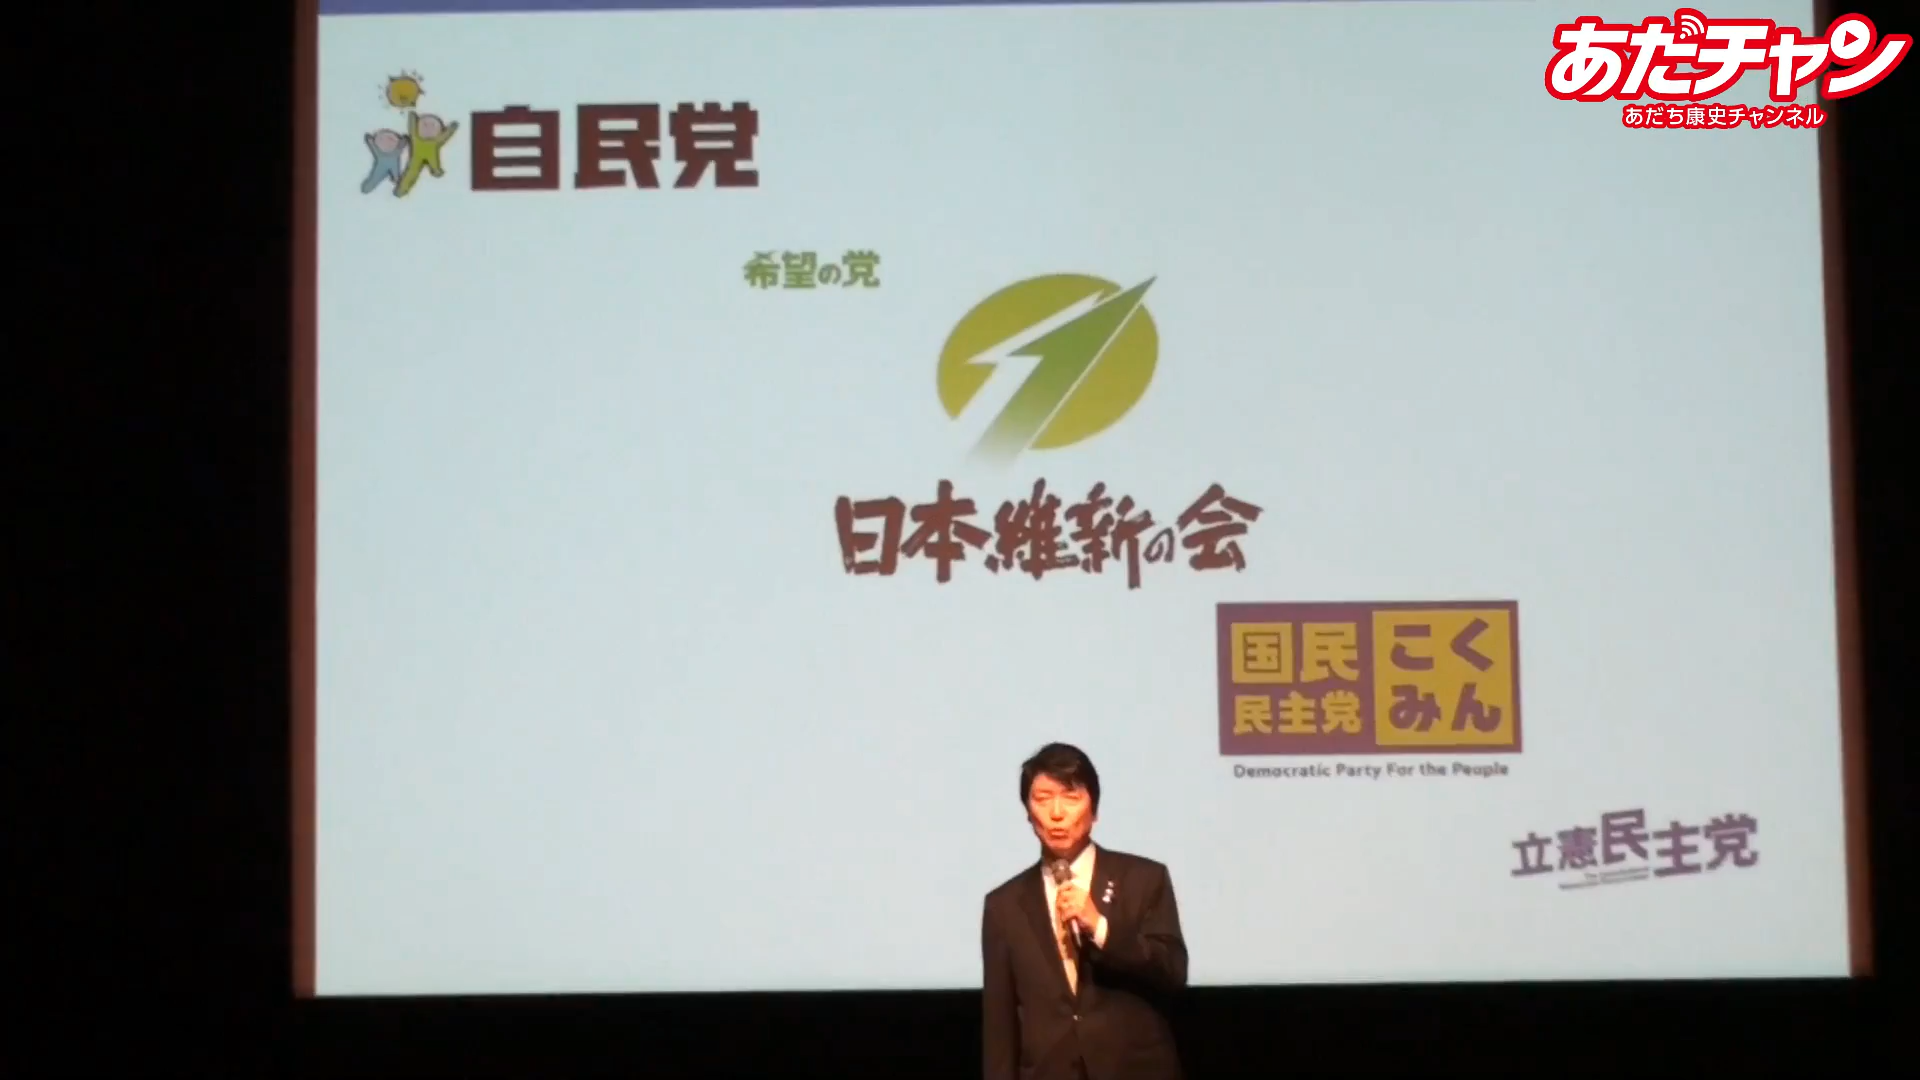 あだチャン
あだち康史チャンネル
自民党
希望の党
日本維新の会
国民
民主党
こく
みん
Democratic Party For the People
立憲民主党